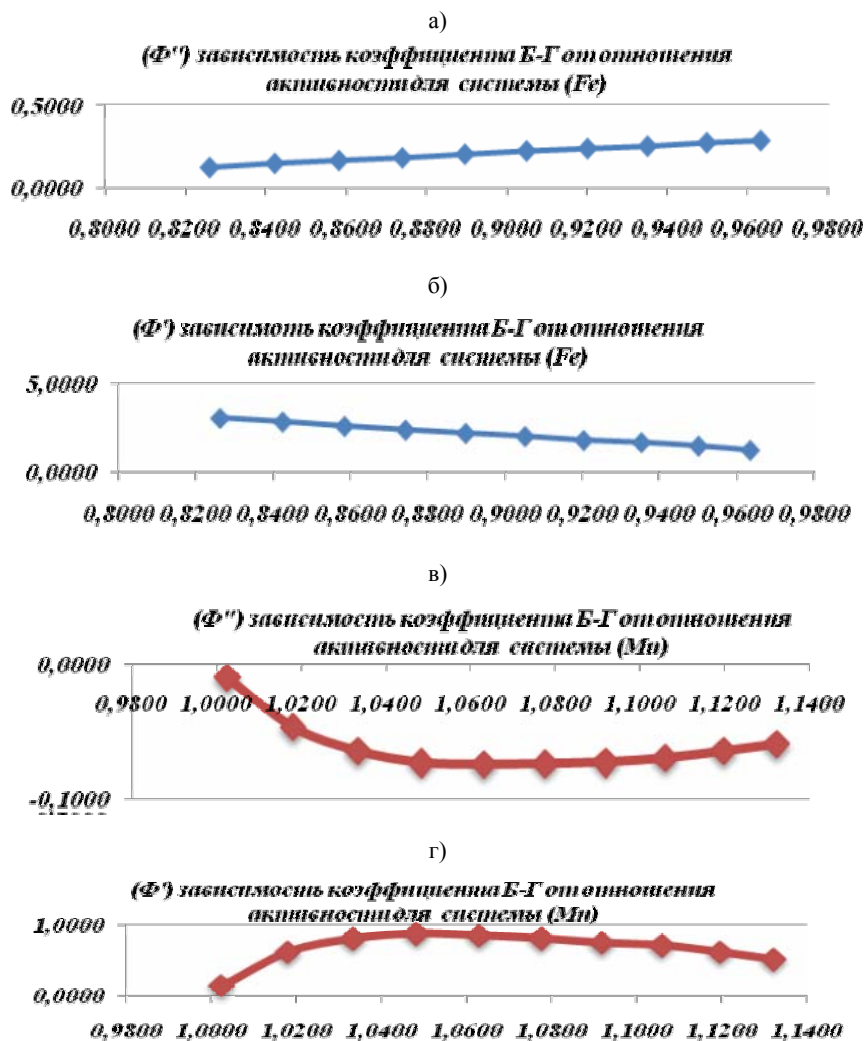 а)
(Ф'') зависимость коэффициента Б-Г от отношения
активности для системы (Fe)
0,5000
0,0000
0,8000 0,8200 0,8400 0,8600 0,8800 0,9000 0,9200 0,9400 0,9600 0,9800
б)
(Ф') зависимоть коэффициента Б-Г от отношения
активности для системы (Fe)
5,0000
0,0000
0,8000 0,8200 0,8400 0,8600 0,8800 0,9000 0,9200 0,9400 0,9600 0,9800
в)
(Ф'') зависимость коэффициента Б-Г от отношения
активности для системы (Mn)
0,0000
0,9800 1,0000 1,0200 1,0400 1,0600 1,0800 1,1000 1,1200 1,1400
-0,1000
г)
(Ф') зависимость коэффициента Б-Г от отношения
активности для системы (Mn)
1,0000
0,0000
0,9800 1,0000 1,0200 1,0400 1,0600 1,0800 1,1000 1,1200 1,1400